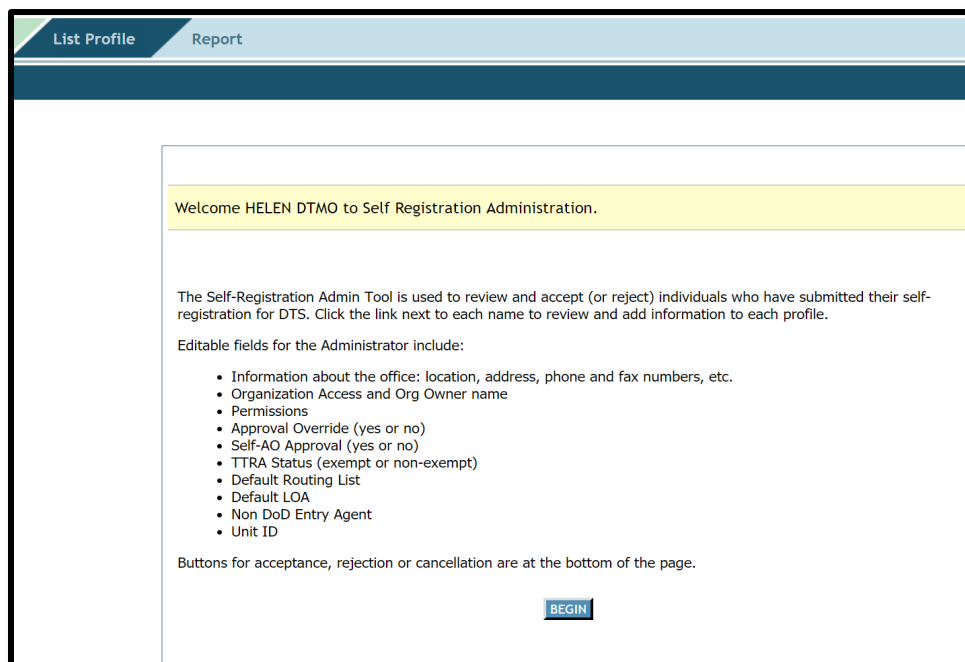 List Profile
Report
Welcome HELEN DTMO to Self Registration Administration.
The Self-Registration Admin Tool is used to review and accept (or reject) individuals who have submitted their self-
registration for DTS. Click the link next to each name to review and add information to each profile.
Editable fields for the Administrator include:
• Information about the office: location, address, phone and fax numbers, etc.
• Organization Access and Org Owner name
• Permissions
• Approval Override (yes or no)
• Self-AO Approval (yes or no)
• TTRA Status (exempt or non-exempt)
• Default Routing List
• Default LOA
• Non DoD Entry Agent
• Unit ID
Buttons for acceptance, rejection or cancellation are at the bottom of the page.
BEGIN